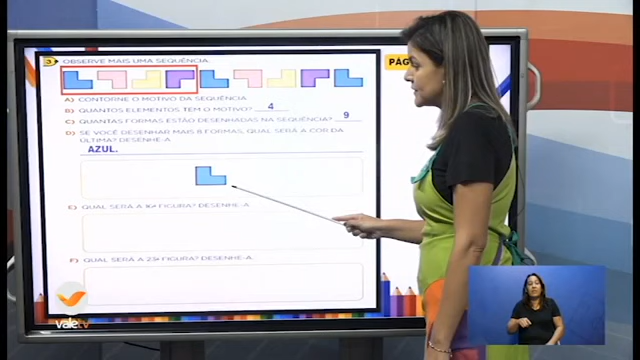 3 OBSERVE MAIS UMA SEQUÊNCIA.
PÁG
A) CONTORNE O MOTIVO DA SEQUÊNCIA.
B) QUANTOS ELEMENTOS TEM O MOTIVO? 4
C) QUANTAS FORMAS ESTÃO DESENHADAS NA SEQUÊNCIA? 9
D) SE VOCÊ DESENHAR MAIS 8 FORMAS, QUAL SERÁ A COR DA
ÚLTIMA? DESENHE-A.
AZUL.
E) QUAL SERÁ A 16ª FIGURA? DESENHE-A.
F) QUAL SERÁ A 23ª FIGURA? DESENHE-A.
valetv